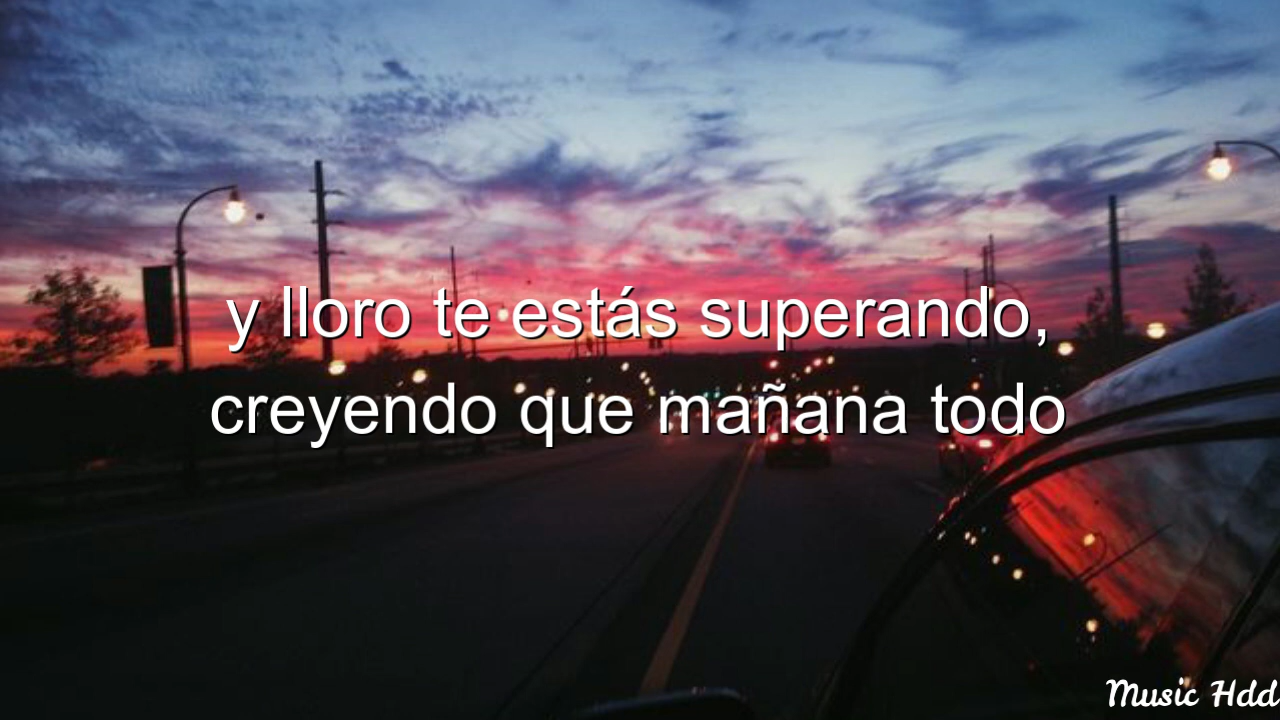 y lloro te estás superando,
creyendo que mañana todo
Music Hdd